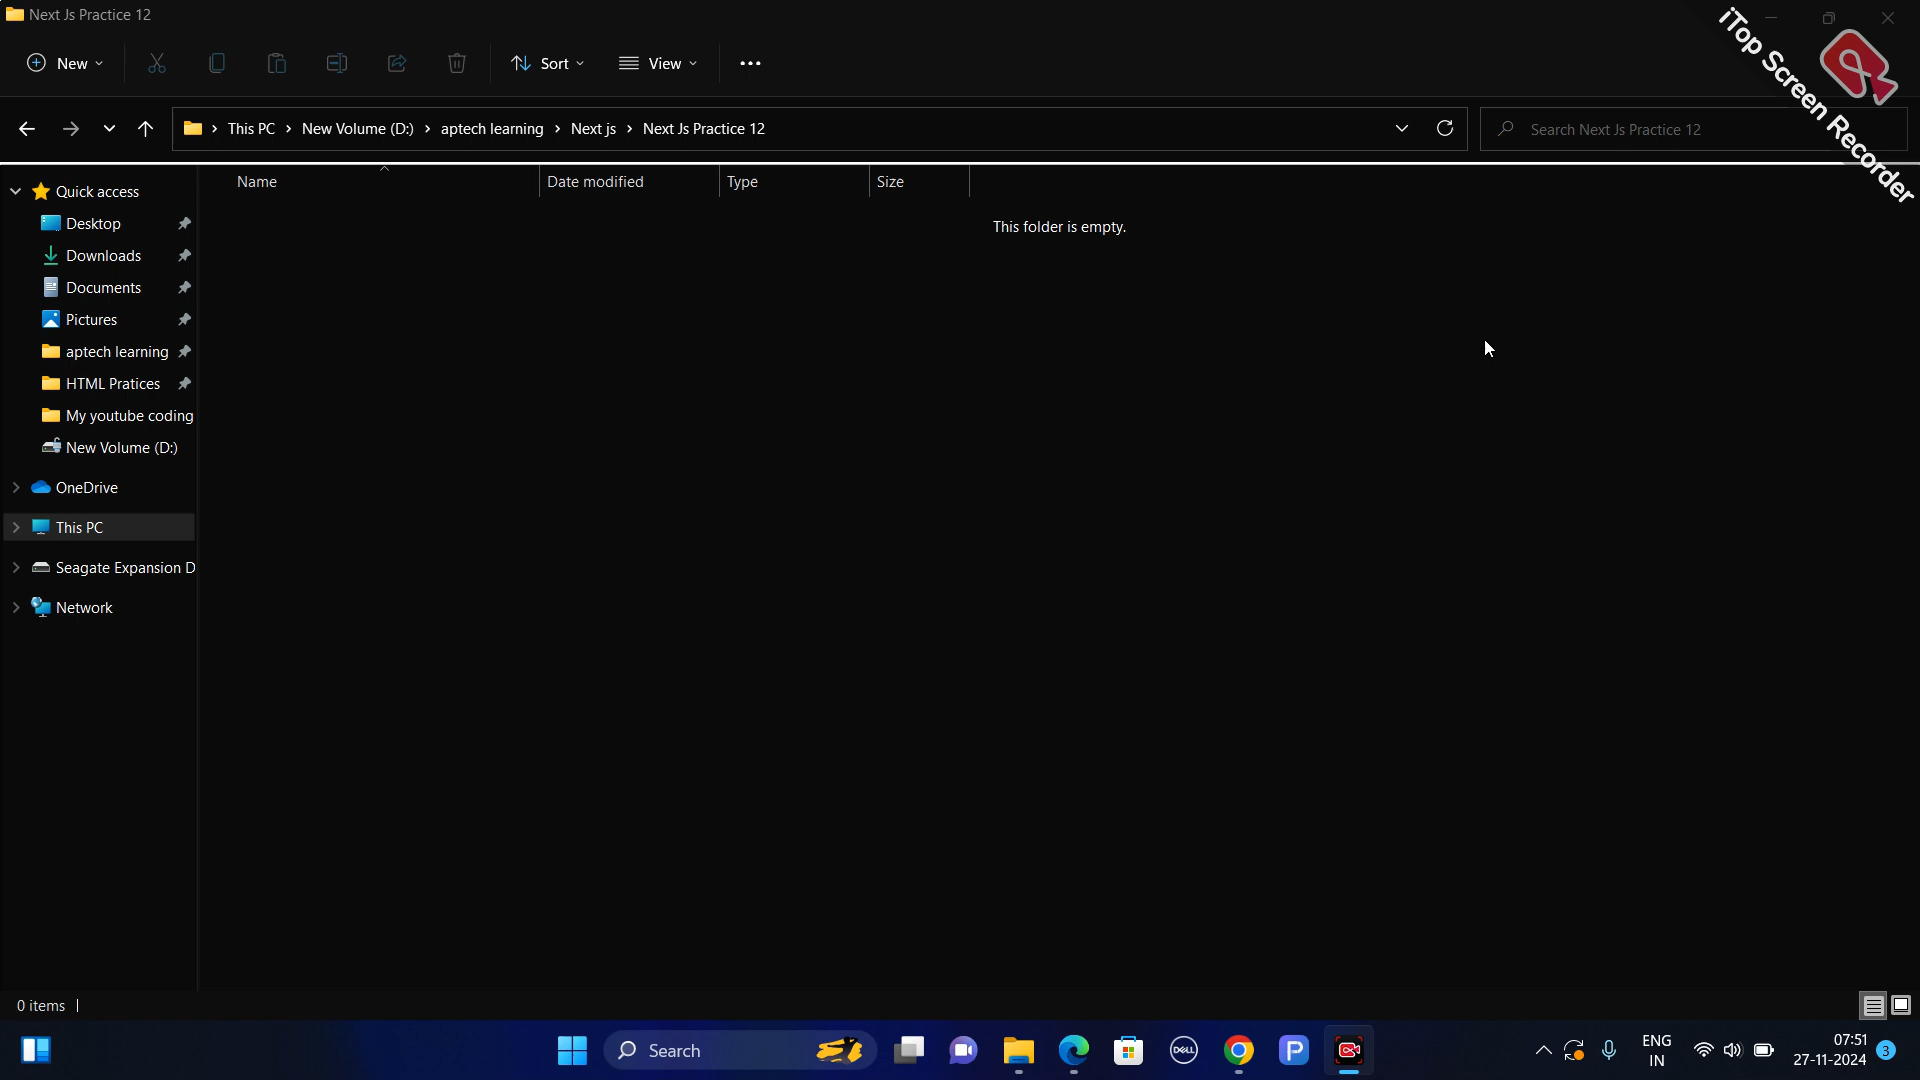 Next Js Practice 12
New
Sort
View
This PC
New Volume (D:)
aptech learning
Next js
Next Js Practice 12
Search Next Js Practice 12
iTop Screen Recorder
Name
Date modified
Type
Size
This folder is empty.
Quick access
Desktop
Downloads
Documents
Pictures
aptech learning
HTML Pratices
My youtube coding
New Volume (D:)
OneDrive
This PC
Seagate Expansion D
Network
0 items
Search
DELL
P
ENG
IN
07:51
27-11-2024
3